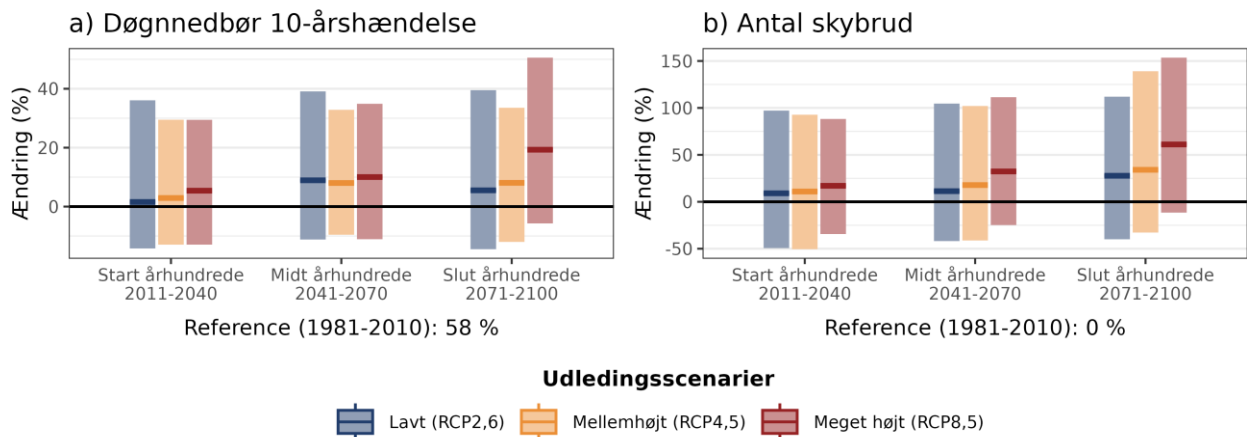 a) Døgnnedbør 10-årshændelse
Ændring (%)
40
20
0
Start århundrede
2011-2040
Midt århundrede
2041-2070
Slut århundrede
2071-2100
Reference (1981-2010): 58 %
b) Antal skybrud
Ændring (%)
150
100
50
0
-50
Start århundrede
2011-2040
Midt århundrede
2041-2070
Slut århundrede
2071-2100
Reference (1981-2010): 0 %
Udledingsscenarier
Lavt (RCP2,6)
Mellemhøjt (RCP4,5)
Meget højt (RCP8,5)